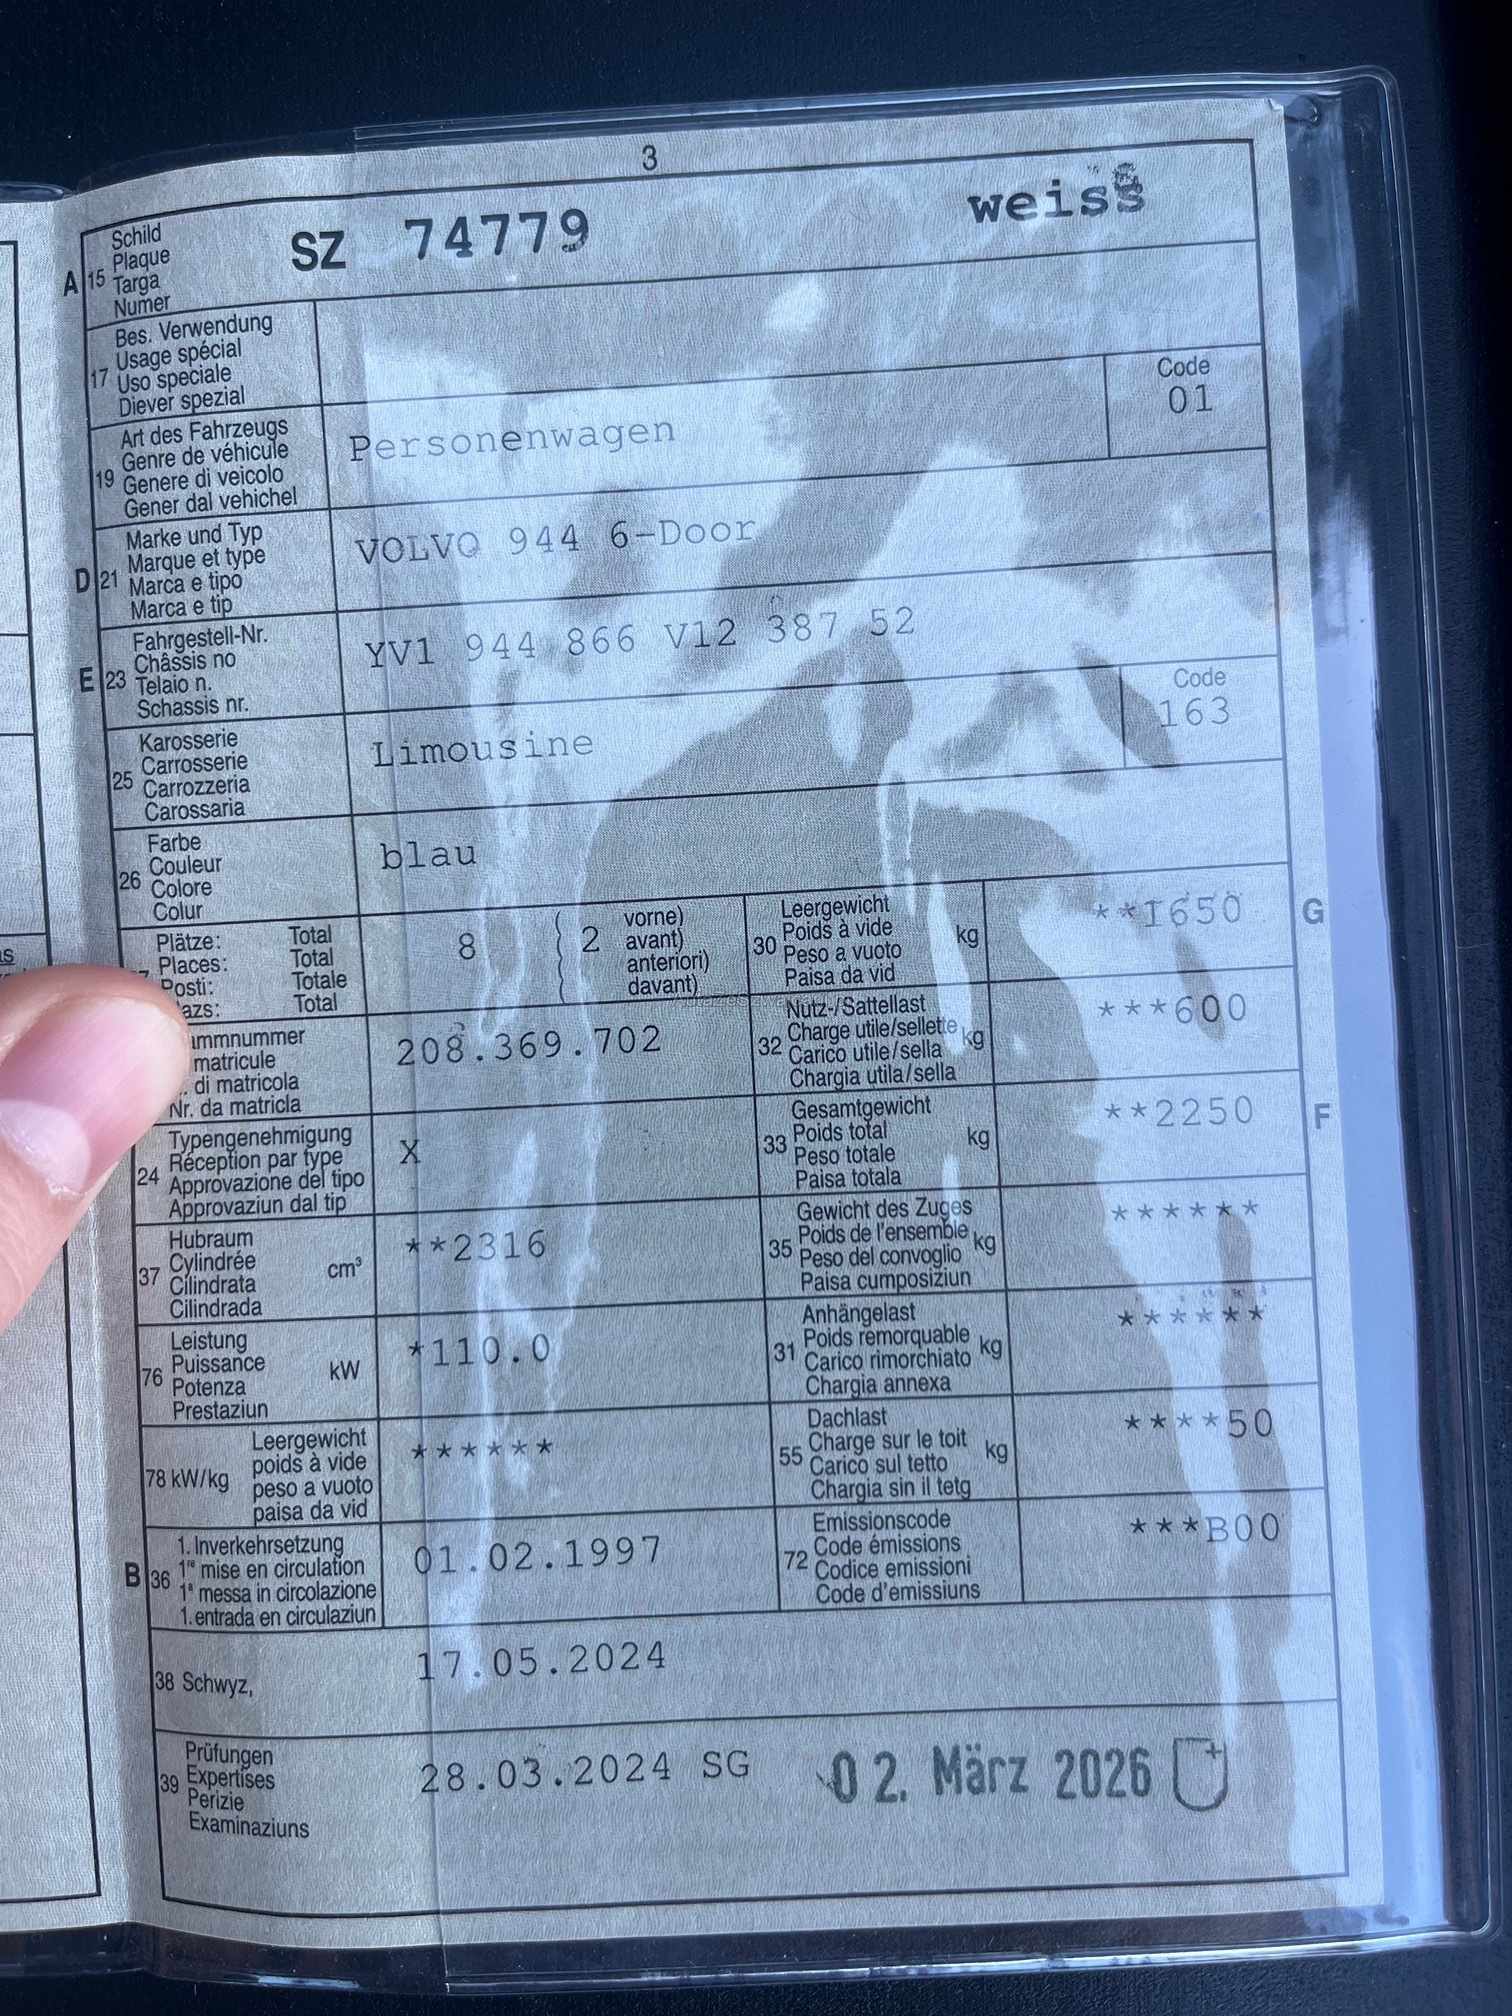 3
A 15 Schild
Plaque
Targa
Numer
SZ 74779 weiss
17 Bes. Verwendung
Usage spécial
Uso speciale
Diever spezial
19 Art des Fahrzeugs
Genre de véhicule
Genere di veicolo
Gener dal vehichel
Personenwagen
Code
01
D 21 Marke und Typ
Marque et type
Marca e tipo
Marca e tip
VOLVO 944 6-Door
E 23 Fahrgestell-Nr.
Châssis no
Telaio n.
Schassis nr.
YV1 944 866 V12 387 52
25 Karosserie
Carrosserie
Carrozzeria
Carossaria
Limousine
Code
163
26 Farbe
Couleur
Colore
Colur
blau
Plätze: Total
Places: Total
Posti: Totale
azs: Total
8 ( 2 vorne)
avant)
anteriori)
davant)
30 Leergewicht
Poids à vide
Peso a vuoto
Paisa da vid
kg
**1650 G
mmnummer
matricule
. di matricola
Nr. da matricla
208.369.702
32 Nutz-/Sattellast
Charge utile/sellette
Carico utile/sella
Chargia utila/sella
kg
***600
24 Typengenehmigung
Réception par type
Approvazione del tipo
Approvaziun dal tip
X
33 Gesamtgewicht
Poids total
Peso totale
Paisa totala
kg
**2250 F
37 Hubraum
Cylindrée
Cilindrata
Cilindrada
cm³
**2316
35 Gewicht des Zuges
Poids de l'ensemble
Peso del convoglio
Paisa cumposiziun
kg
******
76 Leistung
Puissance
Potenza
Prestaziun
kW
*110.0
31 Anhängelast
Poids remorquable
Carico rimorchiato
Chargia annexa
kg
******
78 kW/kg Leergewicht
poids à vide
peso a vuoto
paisa da vid
******
55 Dachlast
Charge sur le toit
Carico sul tetto
Chargia sin il tetg
kg
****50
B 36 1. Inverkehrsetzung
1re mise en circulation
1a messa in circolazione
1. entrada en circulaziun
01.02.1997
72 Emissionscode
Code émissions
Codice emissioni
Code d'emissiuns
***B00
38 Schwyz, 17.05.2024
39 Prüfungen
Expertises
Perizie
Examinaziuns
28.03.2024 SG 02. März 2026